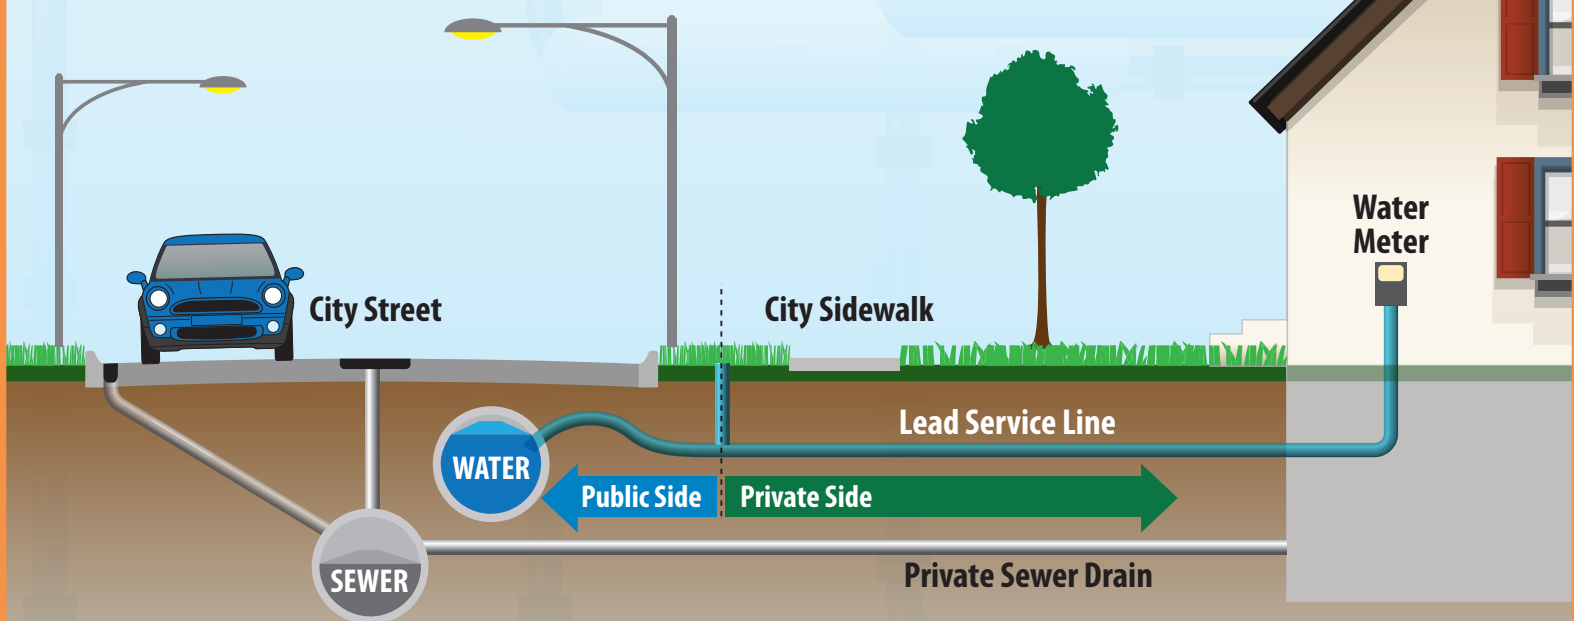 Water
Meter
City Street
City Sidewalk
Lead Service Line
WATER
Public Side
Private Side
Private Sewer Drain
SEWER